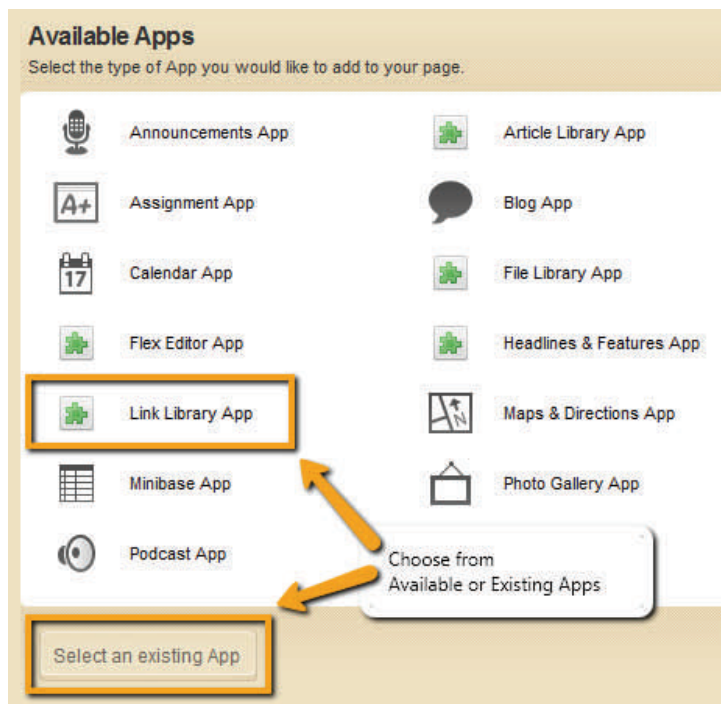 Available Apps
Select the type of App you would like to add to your page.
Announcements App
Article Library App
A+
Assignment App
Blog App
17
Calendar App
File Library App
Flex Editor App
Headlines & Features App
Link Library App
N
Maps & Directions App
Minibase App
Photo Gallery App
Podcast App
Choose from
Available or Existing Apps
Select an existing App